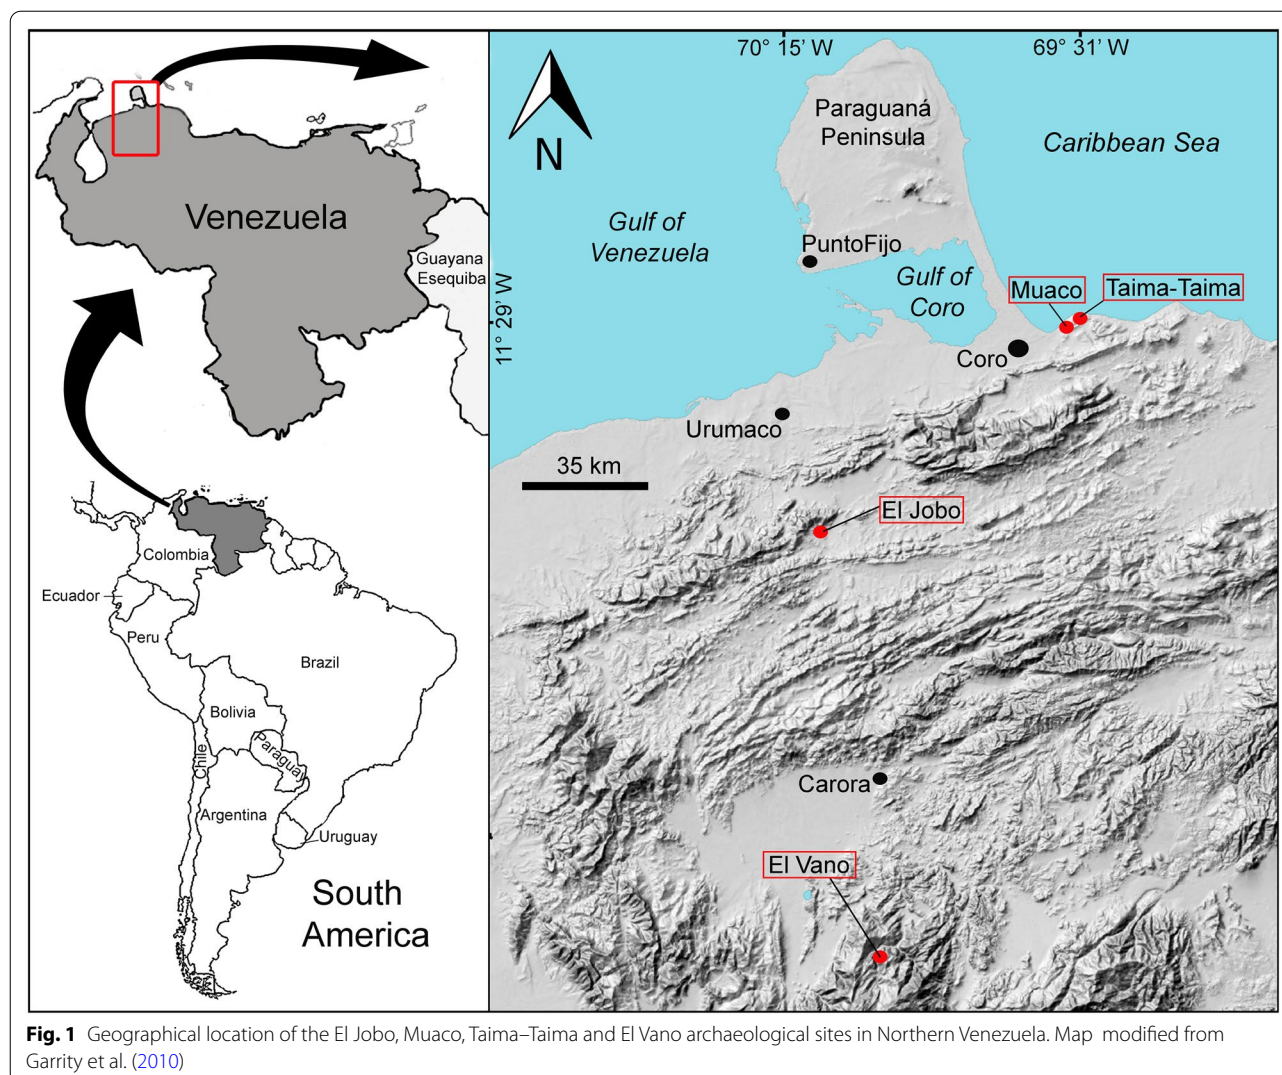 70° 15' W
69° 31' W
N
Paraguaná
Peninsula
Caribbean Sea
Gulf of
Venezuela
PuntoFijo
Gulf of
Coro
Muaco
Taima-Taima
Coro
Urumaco
35 km
El Jobo
Carora
El Vano
11° 29' W
Venezuela
Guayana
Esequiba
Colombia
Ecuador
Peru
Brazil
Bolivia
Paraguay
Chile
Argentina
Uruguay
South
America
Fig. 1 Geographical location of the El Jobo, Muaco, Taima–Taima and El Vano archaeological sites in Northern Venezuela. Map modified from
Garrity et al. (2010)